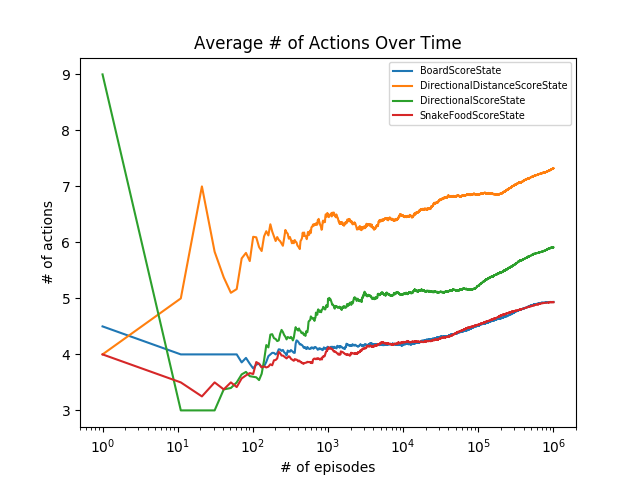 Average # of Actions Over Time
BoardScoreState
DirectionalDistanceScoreState
DirectionalScoreState
SnakeFoodScoreState
# of actions
9
8
7
6
5
4
3
10^0 10^1 10^2 10^3 10^4 10^5 10^6
# of episodes